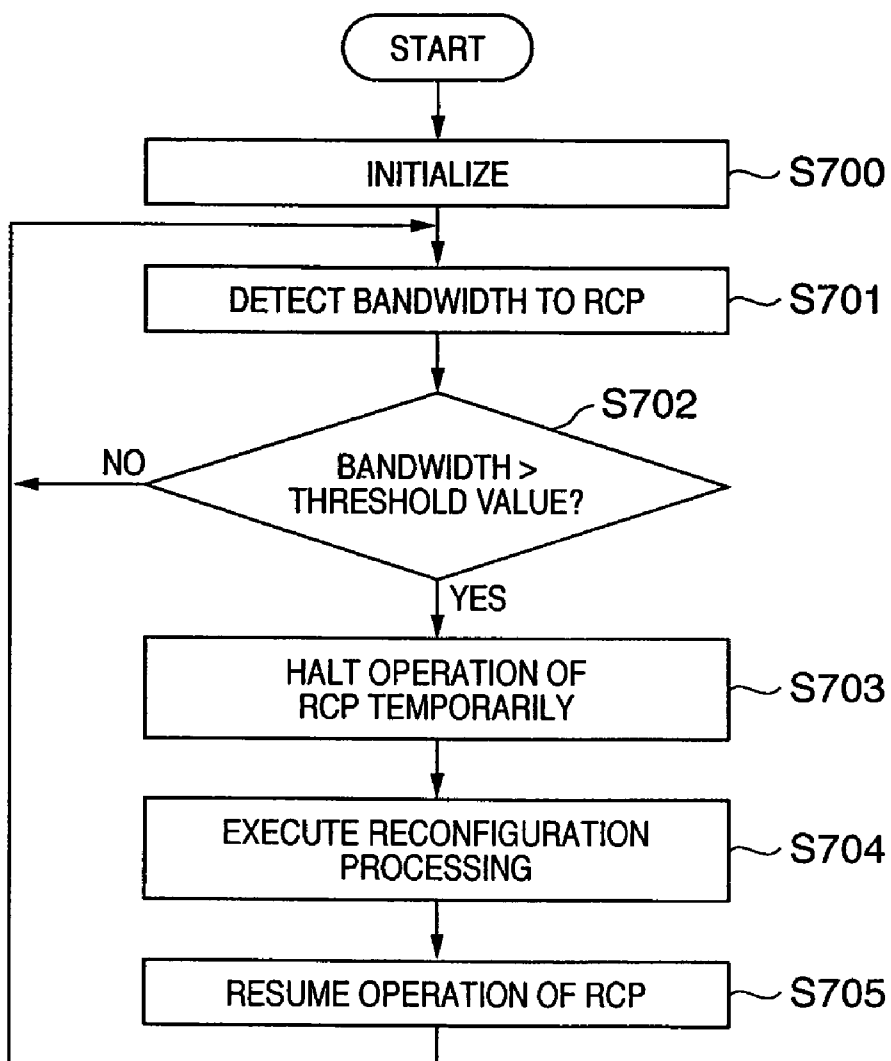 START
INITIALIZE
S700
DETECT BANDWIDTH TO RCP
S701
S702
NO
BANDWIDTH >
THRESHOLD VALUE?
YES
HALT OPERATION OF
RCP TEMPORARILY
S703
EXECUTE RECONFIGURATION
PROCESSING
S704
RESUME OPERATION OF RCP
S705